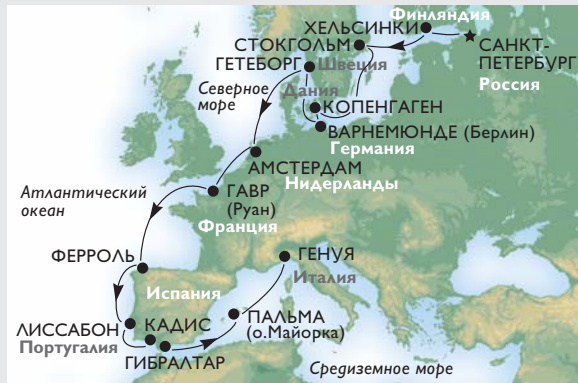 Финляндия
ХЕЛЬСИНКИ
СТОКГОЛЬМ
САНКТ-
ПЕТЕРБУРГ
ГЕТЕБОРГ
Швеция
Россия
Дания
Северное
море
КОПЕНГАГЕН
ВАРНЕМЮНДЕ (Берлин)
Германия
АМСТЕРДАМ
Нидерланды
Атлантический
океан
ГАВР
(Руан)
Франция
ФЕРРОЛЬ
ГЕНУЯ
Италия
Испания
ЛИССАБОН
КАДИС
ПАЛЬМА
(о.Майорка)
Португалия
ГИБРАЛТАР
Средиземное море